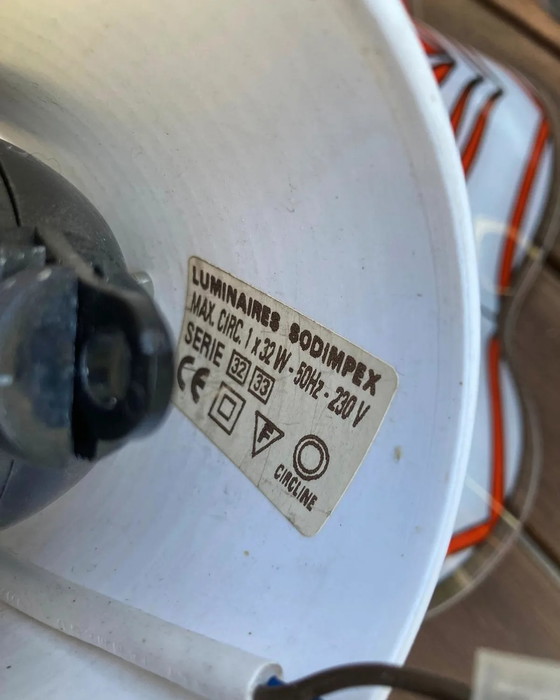 LUMINAIRES SODIMPEX
MAX. CIRC. 1 x 32 W - 50Hz - 230 V
SERIE 32 33
CE F
CIRCLINE